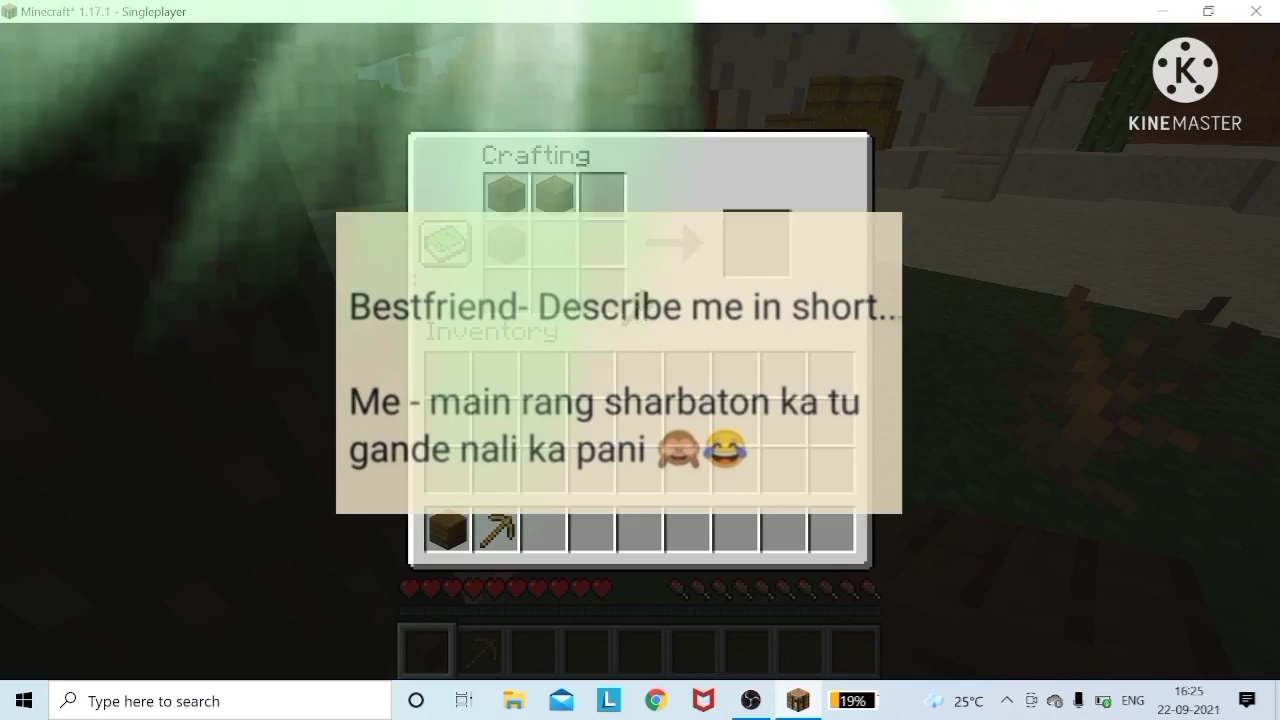 Minecraft* 1.17.1 - Singleplayer
K
KINEMASTER
Crafting
Bestfriend- Describe me in short..
Inventory
Me - main rang sharbaton ka tu
gande nali ka pani 🙈😂
Type here to search
L
19%
25°C
ENG
16:25
22-09-2021